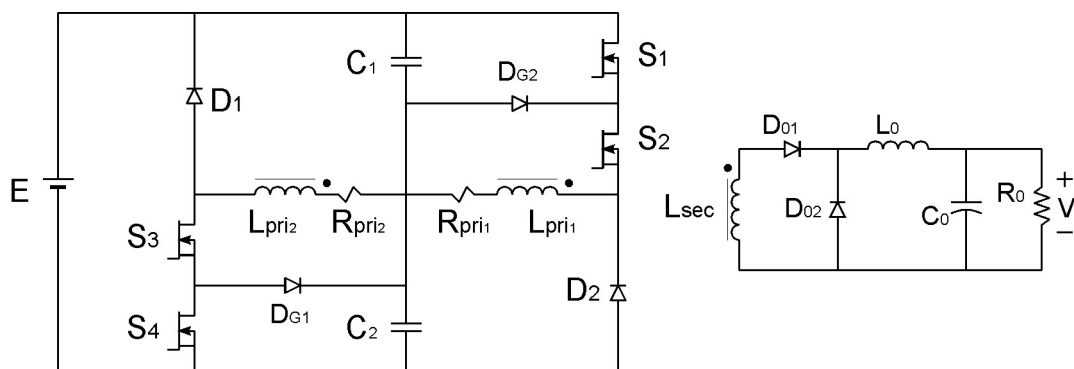 E
D1
C1
DG2
S1
S2
Lpri2
Rpri2
Rpri1
Lpri1
S3
S4
DG1
C2
D2
Lsec
D01
L0
D02
C0
R0
+
V
−